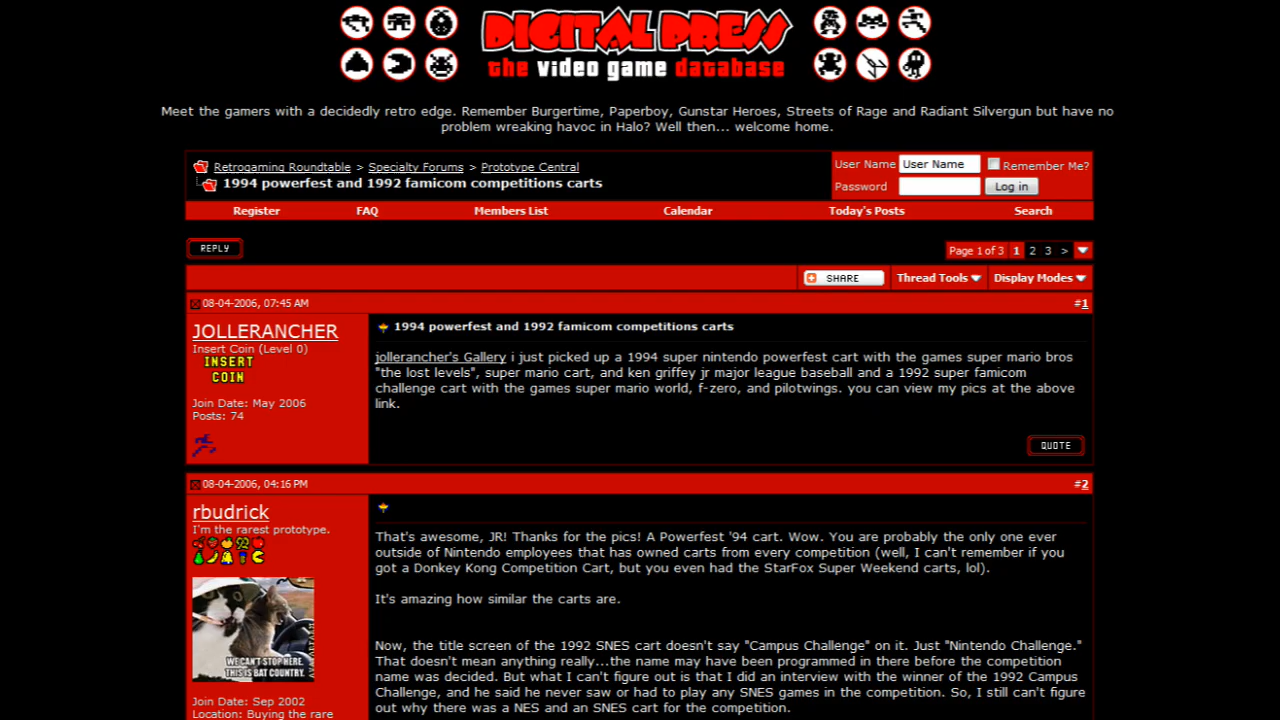 DIGITAL PRESS
the video game database
Meet the gamers with a decidedly retro edge. Remember Burgertime, Paperboy, Gunstar Heroes, Streets of Rage and Radiant Silvergun but have no
problem wreaking havoc in Halo? Well then... welcome home.
Retrogaming Roundtable > Specialty Forums > Prototype Central
1994 powerfest and 1992 famicom competitions carts
User Name User Name Remember Me?
Password Log in
Register FAQ Members List Calendar Today's Posts Search
REPLY
Page 1 of 3 1 2 3 >
SHARE Thread Tools Display Modes
08-04-2006, 07:45 AM #1
JOLLERANCHER
Insert Coin (Level 0)
INSERT
COIN
Join Date: May 2006
Posts: 74
1994 powerfest and 1992 famicom competitions carts
jollerancher's Gallery i just picked up a 1994 super nintendo powerfest cart with the games super mario bros
"the lost levels", super mario cart, and ken griffey jr major league baseball and a 1992 super famicom
challenge cart with the games super mario world, f-zero, and pilotwings. you can view my pics at the above
link.
QUOTE
08-04-2006, 04:16 PM #2
rbudrick
I'm the rarest prototype.
WE CAN'T STOP HERE.
THIS IS BAT COUNTRY.
Join Date: Sep 2002
Location: Buying the rare
That's awesome, JR! Thanks for the pics! A Powerfest '94 cart. Wow. You are probably the only one ever
outside of Nintendo employees that has owned carts from every competition (well, I can't remember if you
got a Donkey Kong Competition Cart, but you even had the StarFox Super Weekend carts, lol).
It's amazing how similar the carts are.
Now, the title screen of the 1992 SNES cart doesn't say "Campus Challenge" on it. Just "Nintendo Challenge."
That doesn't mean anything really...the name may have been programmed in there before the competition
name was decided. But what I can't figure out is that I did an interview with the winner of the 1992 Campus
Challenge, and he said he never saw or had to play any SNES games in the competition. So, I still can't figure
out why there was a NES and an SNES cart for the competition.